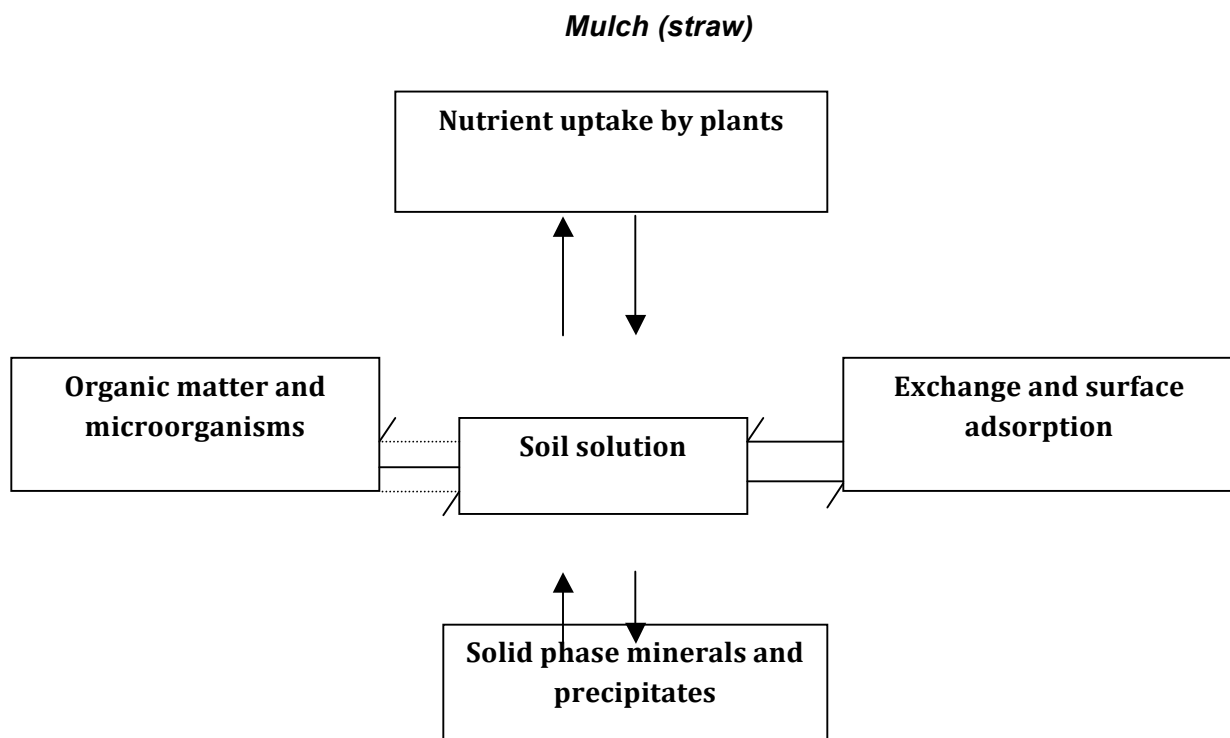 Mulch (straw)
Nutrient uptake by plants
Organic matter and
microorganisms
Soil solution
Exchange and surface
adsorption
Solid phase minerals and
precipitates